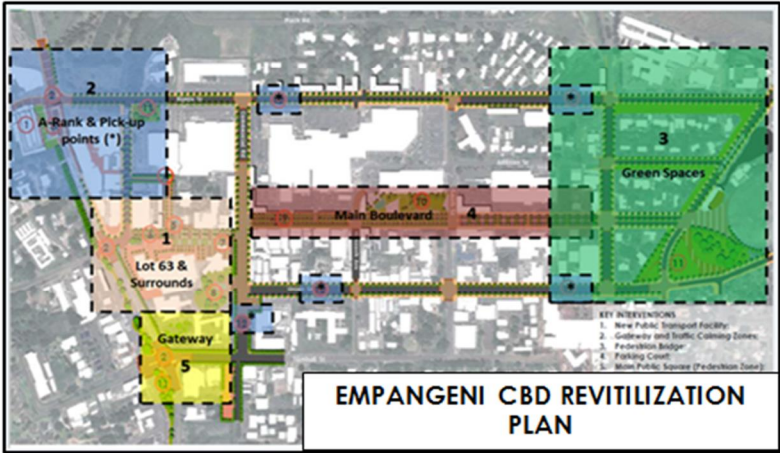 2
A-Rank & Pick-up
points (*)
3
Green Spaces
Main Boulevard 4
1
Lot 63 &
Surrounds
Gateway
5
KEY INTERVENTIONS
1. New Public Transport Facility;
2. Gateway and Traffic Calming Zones;
3. Pedestrian Bridge;
4. Parking Court;
5. Main Public Square (Pedestrian Zone);
EMPANGENI CBD REVITILIZATION
PLAN